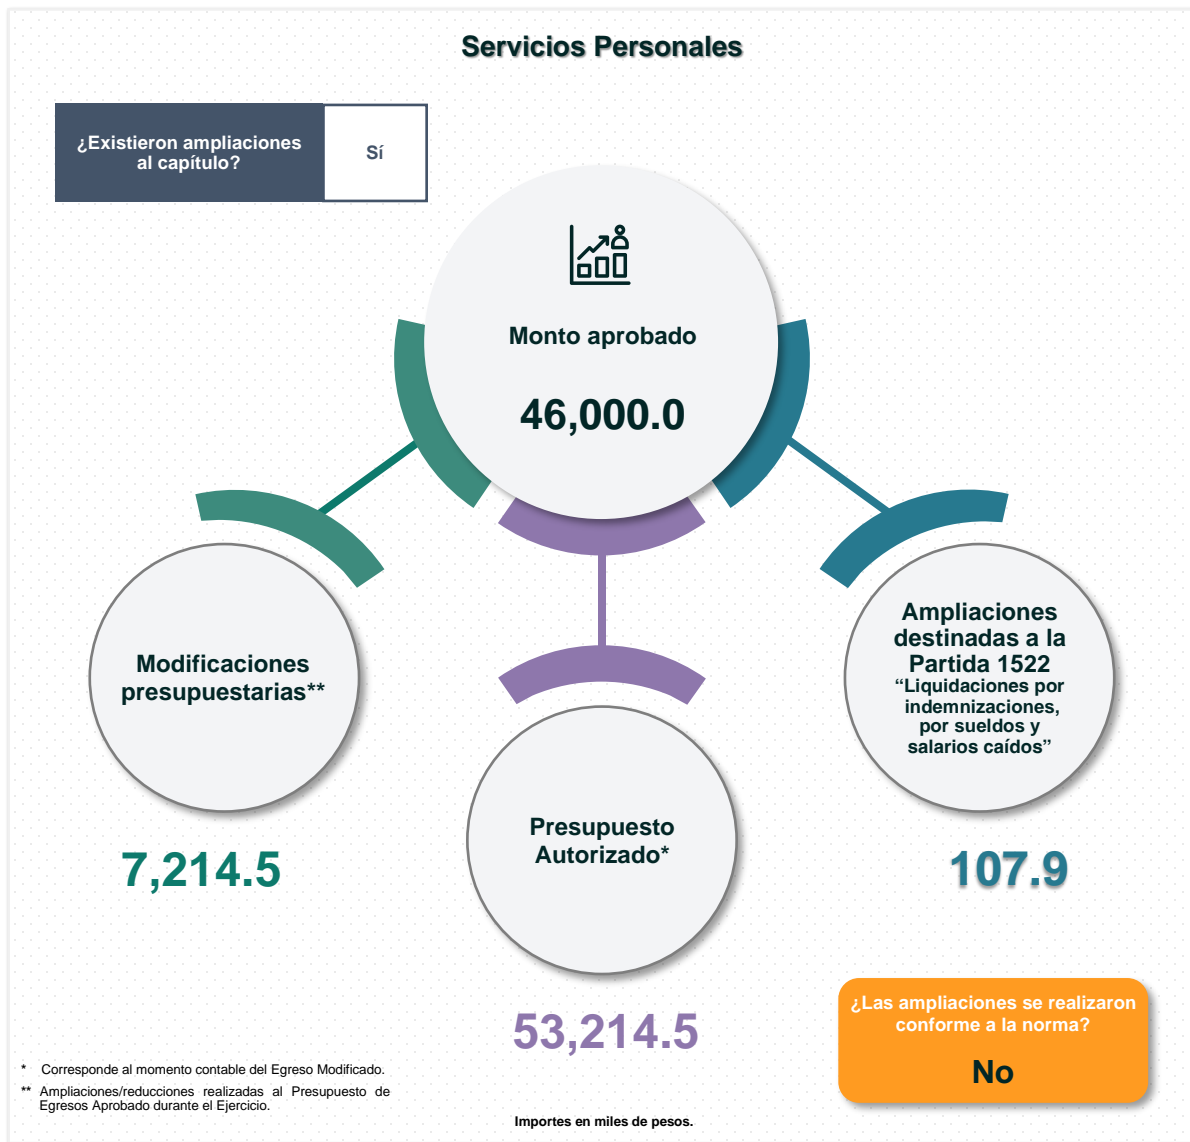 Servicios Personales
¿Existieron ampliaciones
al capítulo?
Sí
Monto aprobado
46,000.0
Modificaciones
presupuestarias**
7,214.5
Presupuesto
Autorizado*
53,214.5
Ampliaciones
destinadas a la
Partida 1522
“Liquidaciones por
indemnizaciones,
por sueldos y
salarios caídos”
107.9
¿Las ampliaciones se realizaron
conforme a la norma?
No
* Corresponde al momento contable del Egreso Modificado.
** Ampliaciones/reducciones realizadas al Presupuesto de
Egresos Aprobado durante el Ejercicio.
Importes en miles de pesos.